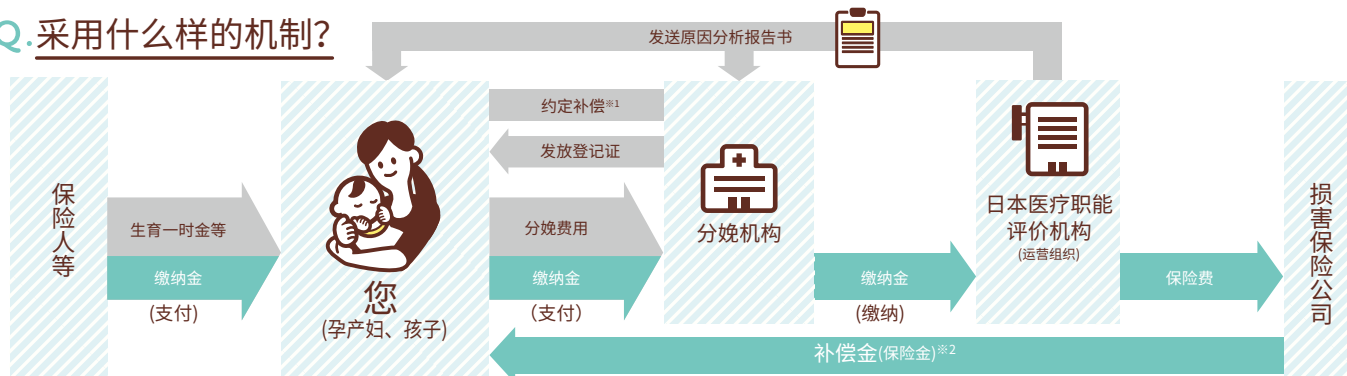 Q.采用什么样的机制?
发送原因分析报告书
保险人等
生育一时金等
缴纳金
(支付)
您
(孕产妇、孩子)
约定补偿※1
发放登记证
分娩费用
缴纳金
(支付)
分娩机构
缴纳金
(缴纳)
日本医疗职能
评价机构
(运营组织)
保险费
损害保险公司
补偿金(保险金)※2